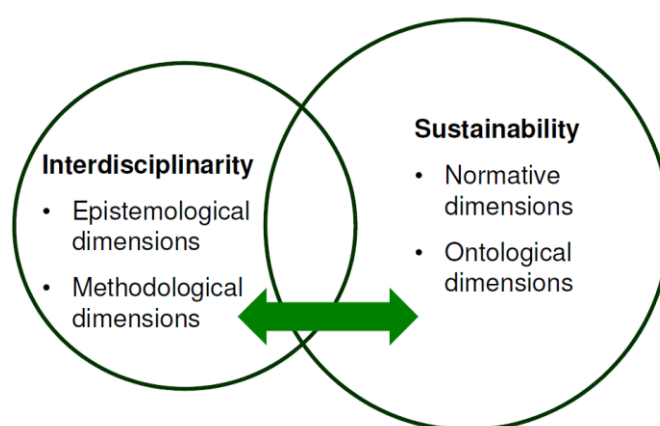 Interdisciplinarity
• Epistemological
dimensions
• Methodological
dimensions
Sustainability
• Normative
dimensions
• Ontological
dimensions